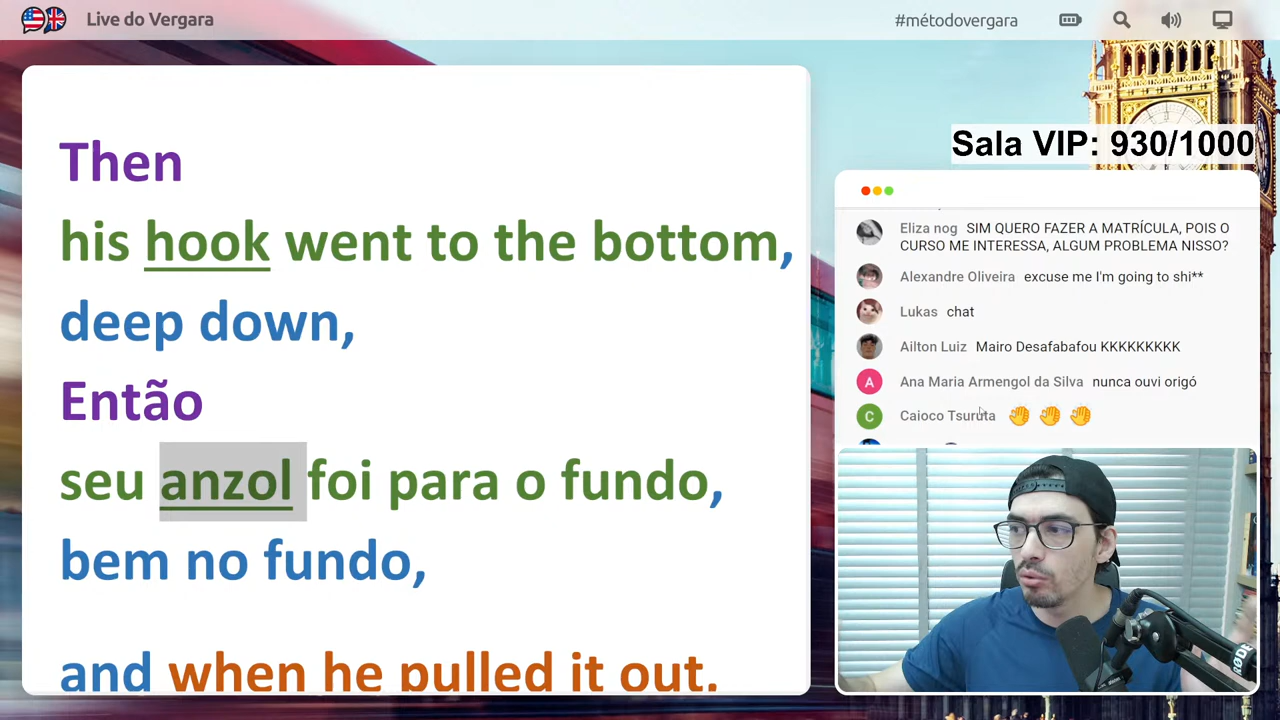 Live do Vergara
#métodovergara
Then
his hook went to the bottom,
deep down,
Então
seu anzol foi para o fundo,
bem no fundo,
and when he pulled it out.
Sala VIP: 930/1000
Eliza nog SIM QUERO FAZER A MATRÍCULA, POIS O
CURSO ME INTERESSA, ALGUM PROBLEMA NISSO?
Alexandre Oliveira excuse me I'm going to shi**
Lukas chat
Ailton Luiz Mairo Desafabafou KKKKKKKKK
A Ana Maria Armengol da Silva nunca ouvi origó
C Caioco Tsuruta
RØDE